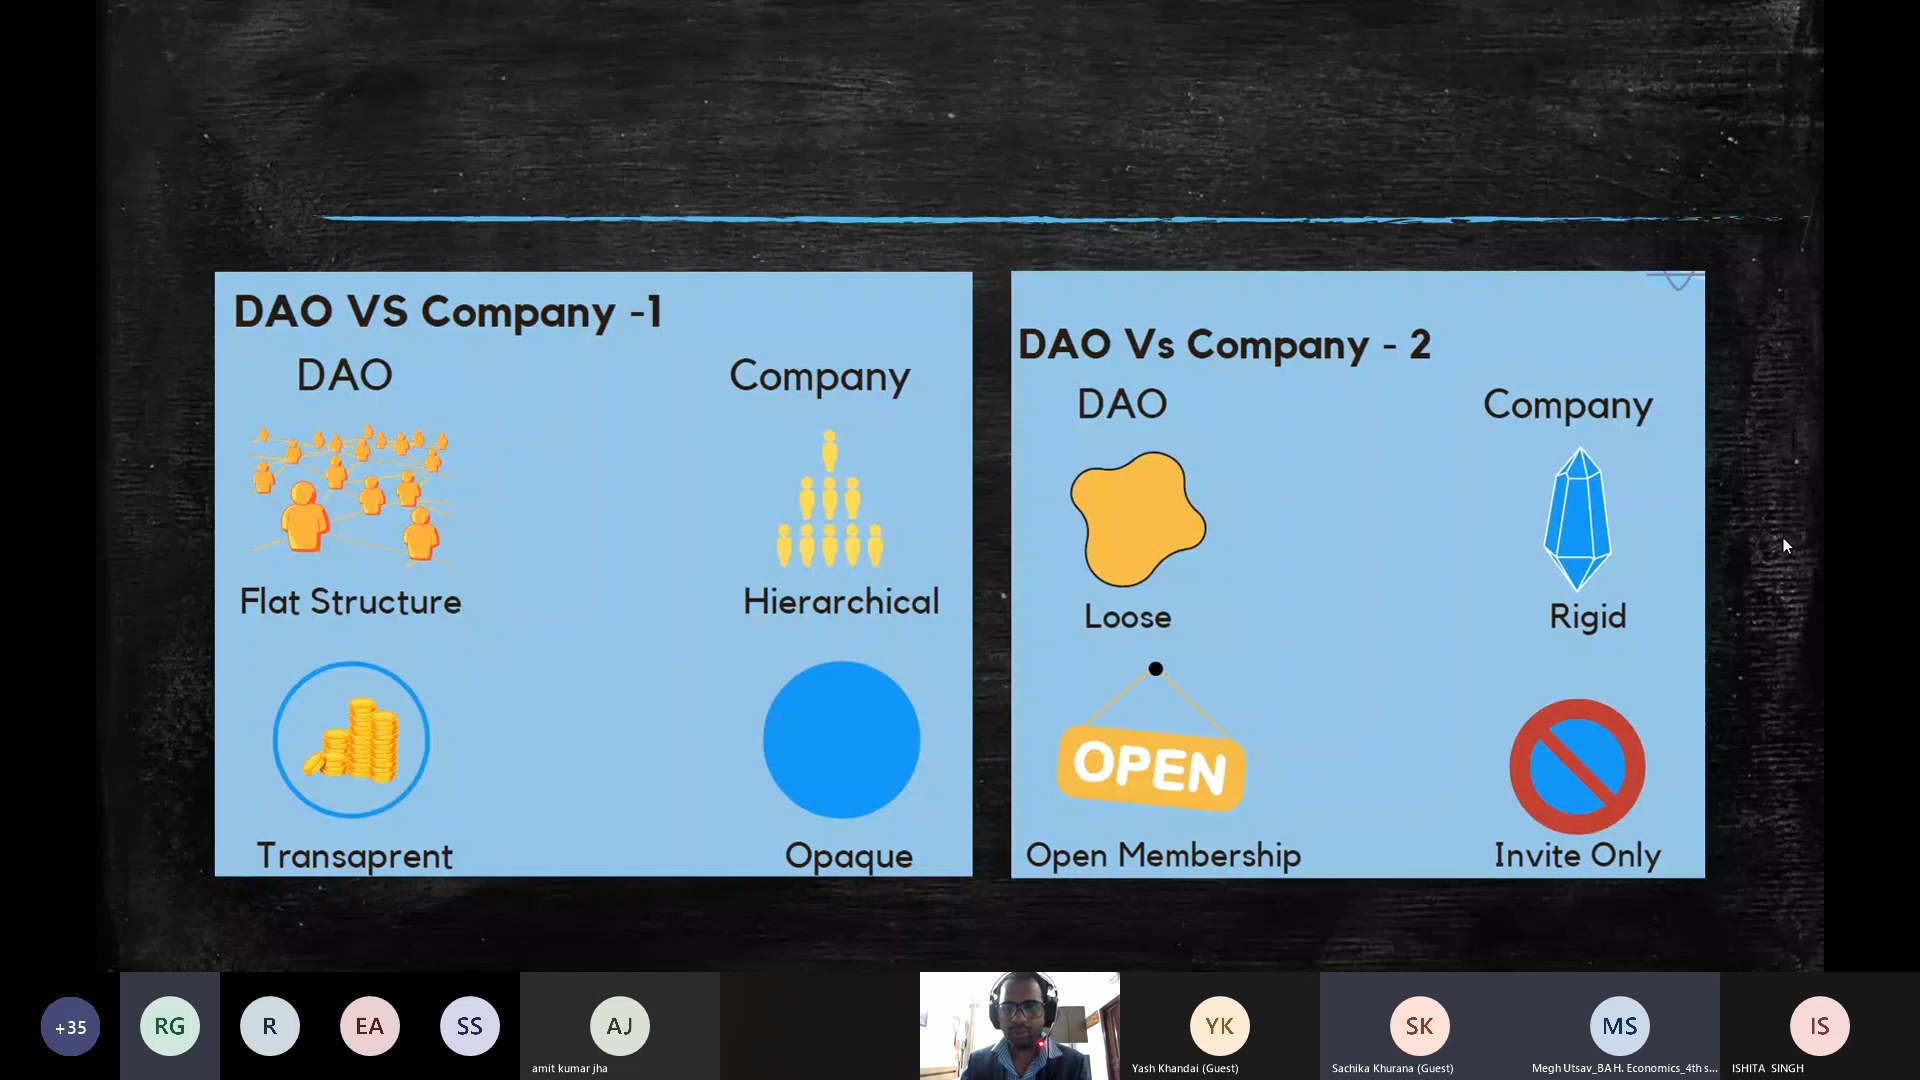 DAO VS Company -1
DAO
Company
Flat Structure
Hierarchical
Transaprent
Opaque
DAO Vs Company - 2
DAO
Company
Loose
Rigid
OPEN
Open Membership
Invite Only
+35
RG
R
EA
SS
AJ
amit kumar jha
YK
Yash Khandai (Guest)
SK
Sachika Khurana (Guest)
MS
Megh Utsav_BA H. Economics_4th s...
IS
ISHITA SINGH